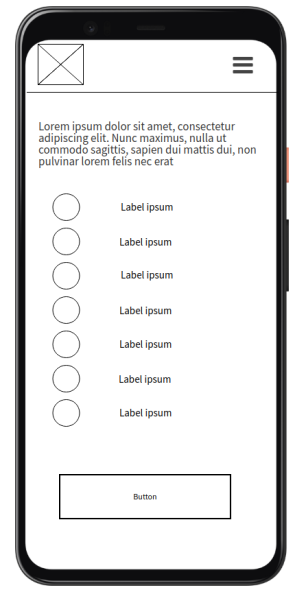 Lorem ipsum dolor sit amet, consectetur
adipiscing elit. Nunc maximus, nulla ut
commodo sagittis, sapien dui mattis dui, non
pulvinar lorem felis nec erat
Label ipsum
Label ipsum
Label ipsum
Label ipsum
Label ipsum
Label ipsum
Label ipsum
Button